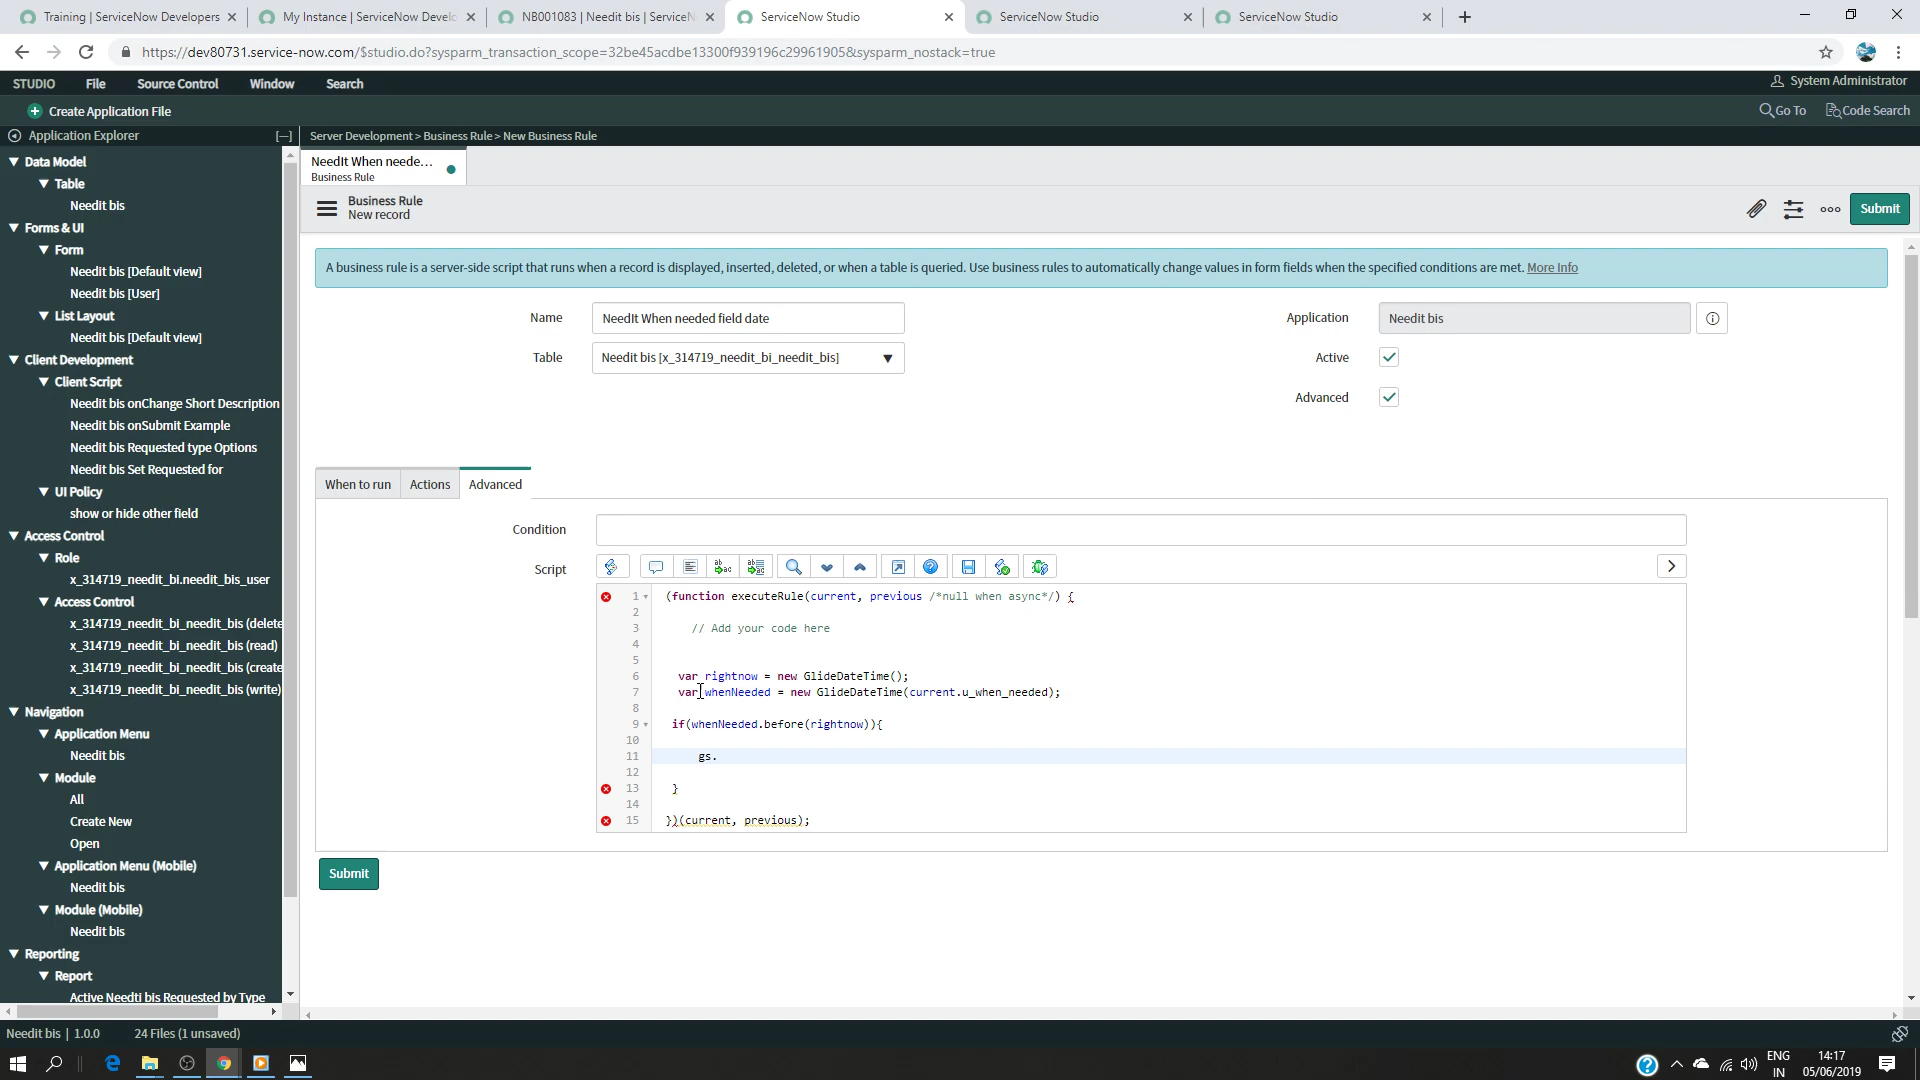 Training | ServiceNow Developers
My Instance | ServiceNow Develo
NB001083 | Needit bis | ServiceN
ServiceNow Studio
ServiceNow Studio
ServiceNow Studio
https://dev80731.service-now.com/$studio.do?sysparm_transaction_scope=32be45acdbe13300f939196c29961905&sysparm_nostack=true
STUDIO File Source Control Window Search
System Administrator
Create Application File
Go To Code Search
Application Explorer [—]
Server Development > Business Rule > New Business Rule
Data Model
Table
Needit bis
Forms & UI
Form
Needit bis [Default view]
Needit bis [User]
List Layout
Needit bis [Default view]
Client Development
Client Script
Needit bis onChange Short Description
Needit bis onSubmit Example
Needit bis Requested type Options
Needit bis Set Requested for
UI Policy
show or hide other field
Access Control
Role
x_314719_needit_bi.needit_bis_user
Access Control
x_314719_needit_bi_needit_bis (delete
x_314719_needit_bi_needit_bis (read)
x_314719_needit_bi_needit_bis (create
x_314719_needit_bi_needit_bis (write)
Navigation
Application Menu
Needit bis
Module
All
Create New
Open
Application Menu (Mobile)
Needit bis
Module (Mobile)
Needit bis
Reporting
Report
Active Needti bis Requested by Type
NeedIt When neede...
Business Rule
Business Rule
New record
Submit
A business rule is a server-side script that runs when a record is displayed, inserted, deleted, or when a table is queried. Use business rules to automatically change values in form fields when the specified conditions are met. More Info
Name NeedIt When needed field date
Application Needit bis
Table Needit bis [x_314719_needit_bi_needit_bis]
Active
Advanced
When to run Actions Advanced
Condition
Script
1 (function executeRule(current, previous /*null when async*/) {
2
3 // Add your code here
4
5
6 var rightnow = new GlideDateTime();
7 var whenNeeded = new GlideDateTime(current.u_when_needed);
8
9 if(whenNeeded.before(rightnow)){
10
11 gs.
12
13 }
14
15 })(current, previous);
Submit
Needit bis | 1.0.0 24 Files (1 unsaved)
ENG
IN
14:17
05/06/2019